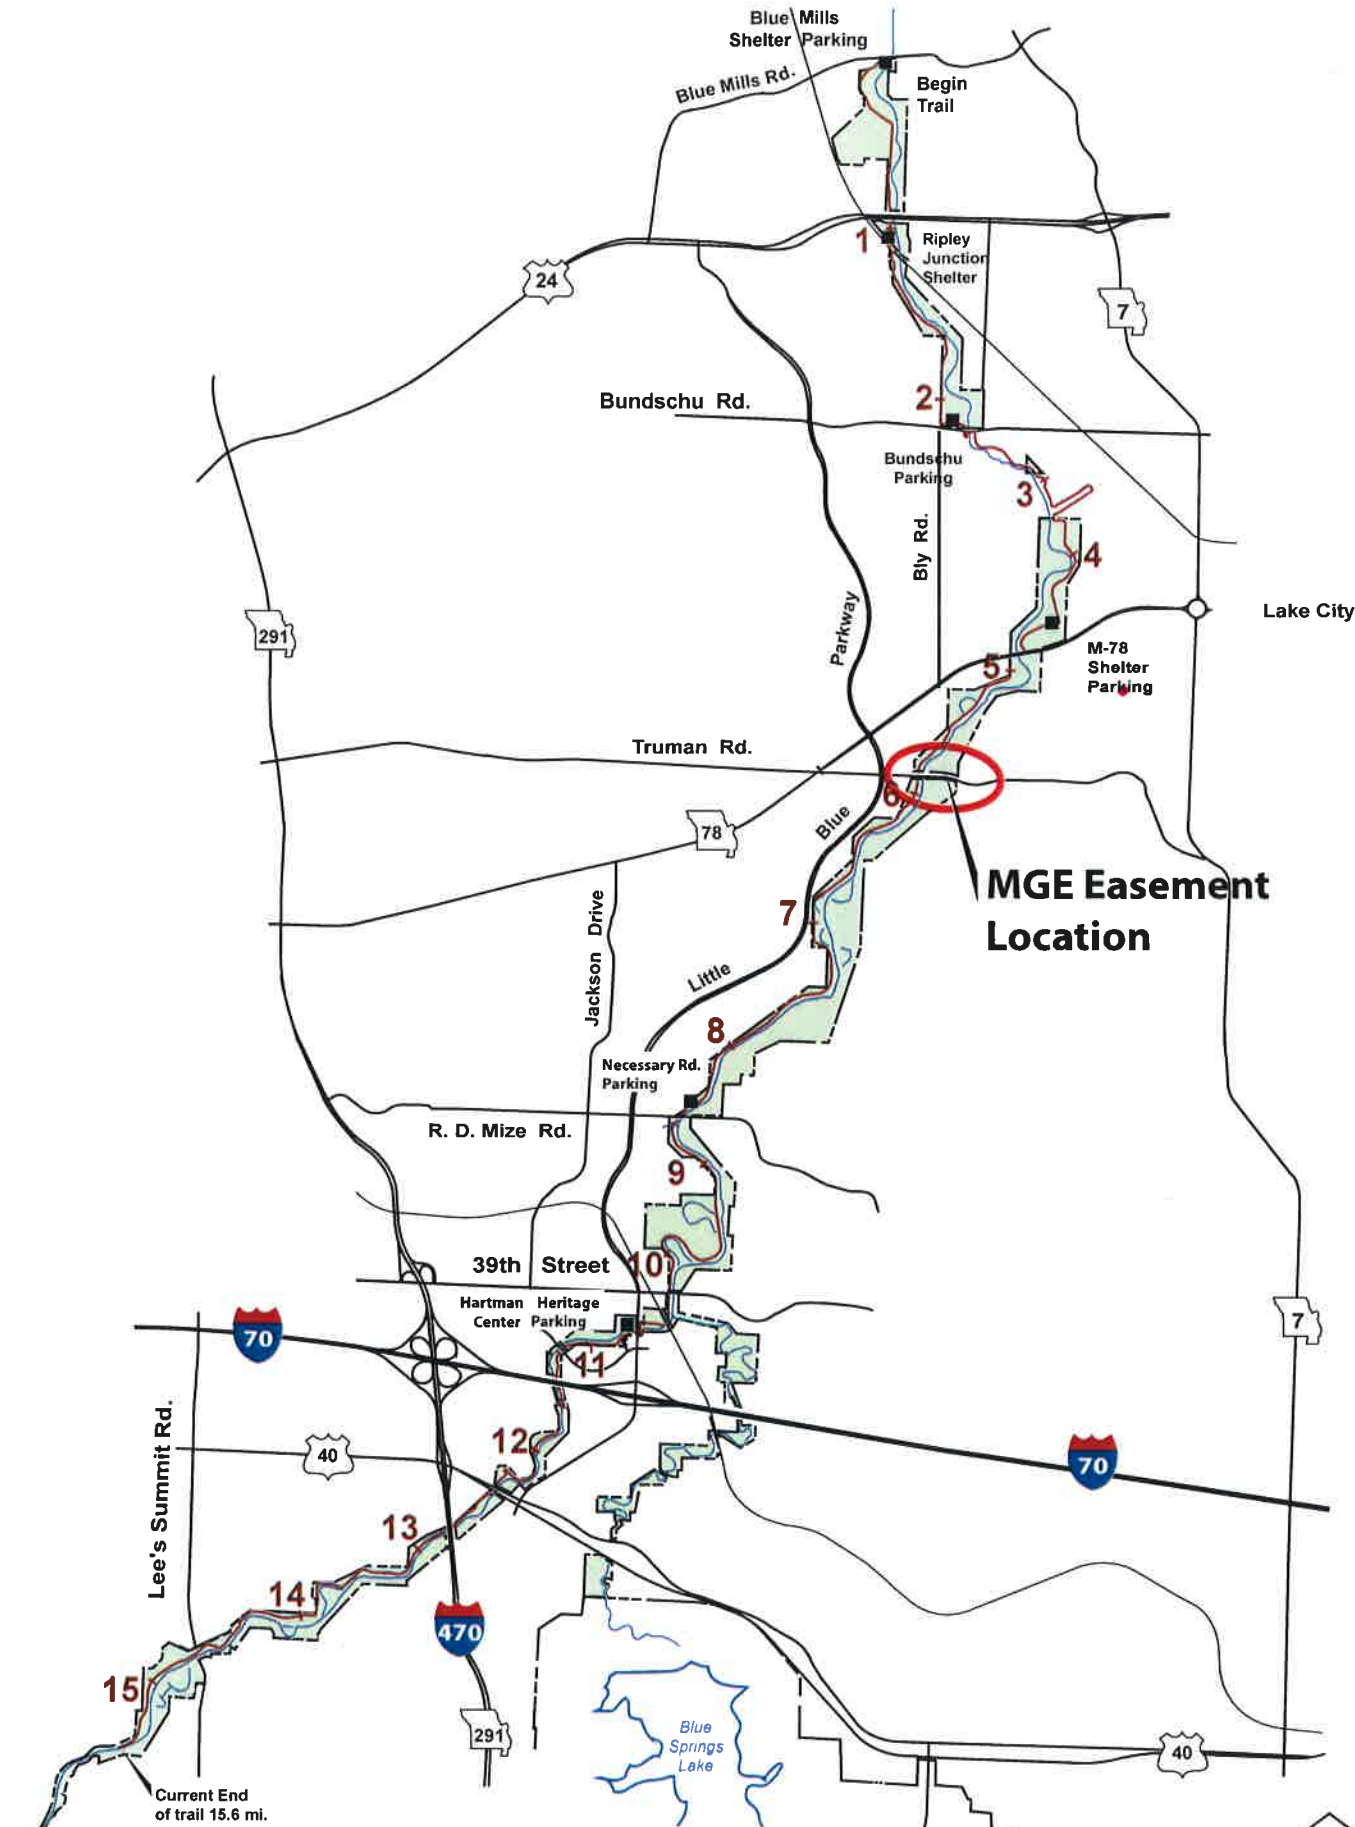 Blue Mills
Shelter Parking
Blue Mills Rd.
Begin
Trail
1
Ripley
Junction
Shelter
24
7
2
Bundschu Rd.
Bundschu
Parking
3
Bly Rd.
4
Parkway
Lake City
291
M-78
Shelter
Parking
5
Truman Rd.
6
78
Blue
MGE Easement
Location
7
Jackson Drive
Little
8
Necessary Rd.
Parking
R. D. Mize Rd.
9
10
39th Street
Hartman Heritage
Center Parking
70
7
11
Lee's Summit Rd.
12
40
70
13
14
470
15
291
Blue
Springs
Lake
40
Current End
of trail 15.6 mi.